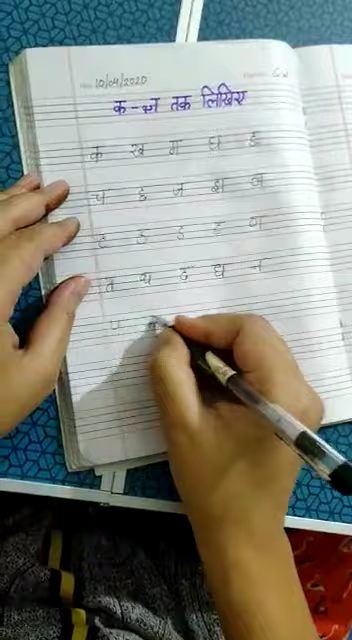 10/04/2020
C.W
क-ज्ञ तक लिखिए
क ख ग घ ङ
च छ ज झ ञ
ट ठ ड ढ ण
त थ द ध न
प